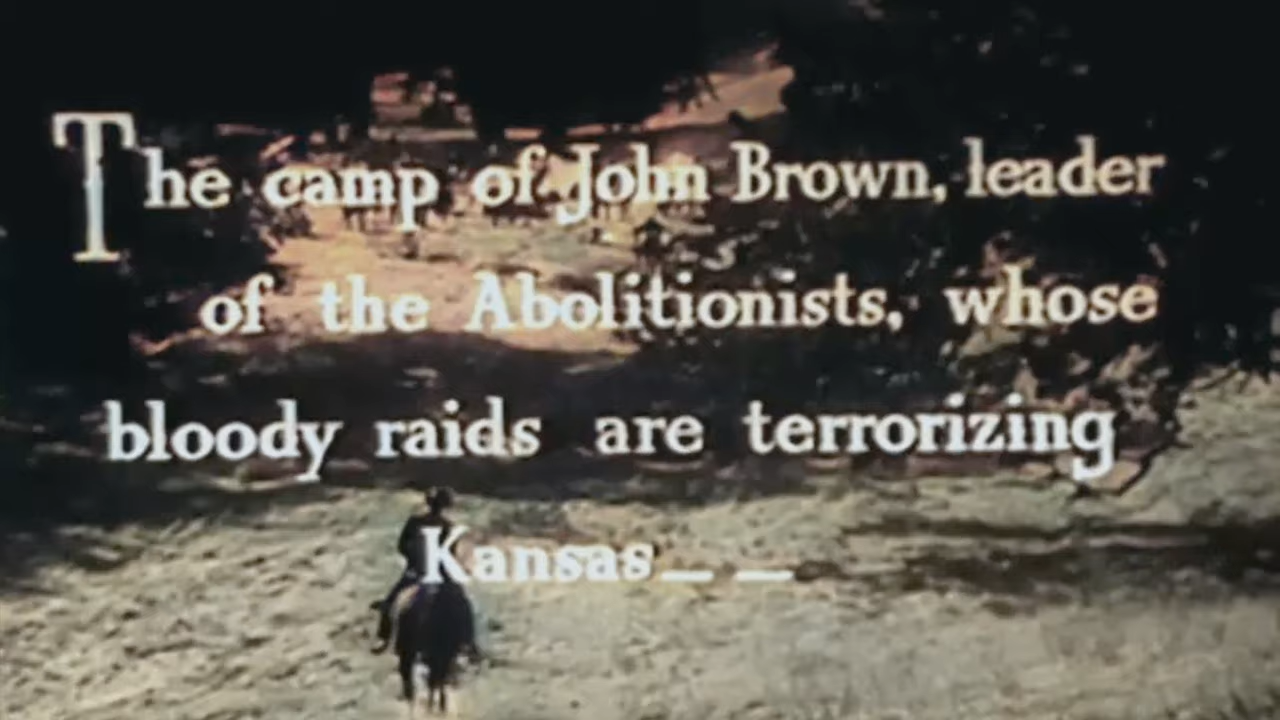 The camp of John Brown, leader
of the Abolitionists, whose
bloody raids are terrorizing
Kansas _ _